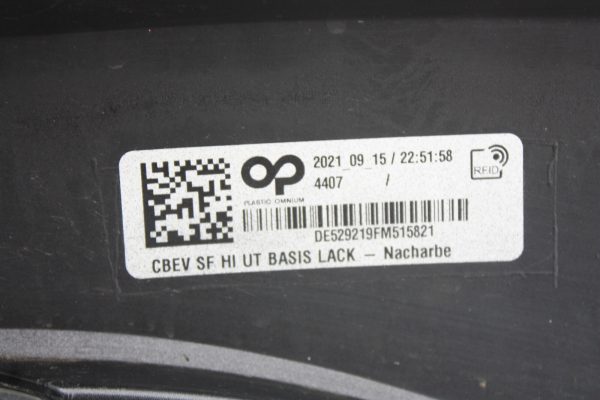 2021_09_15 / 22:51:58
4407 /
RFID
OP
PLASTIC OMNIUM
DE529219FM515821
CBEV SF HI UT BASIS LACK – Nacharbe